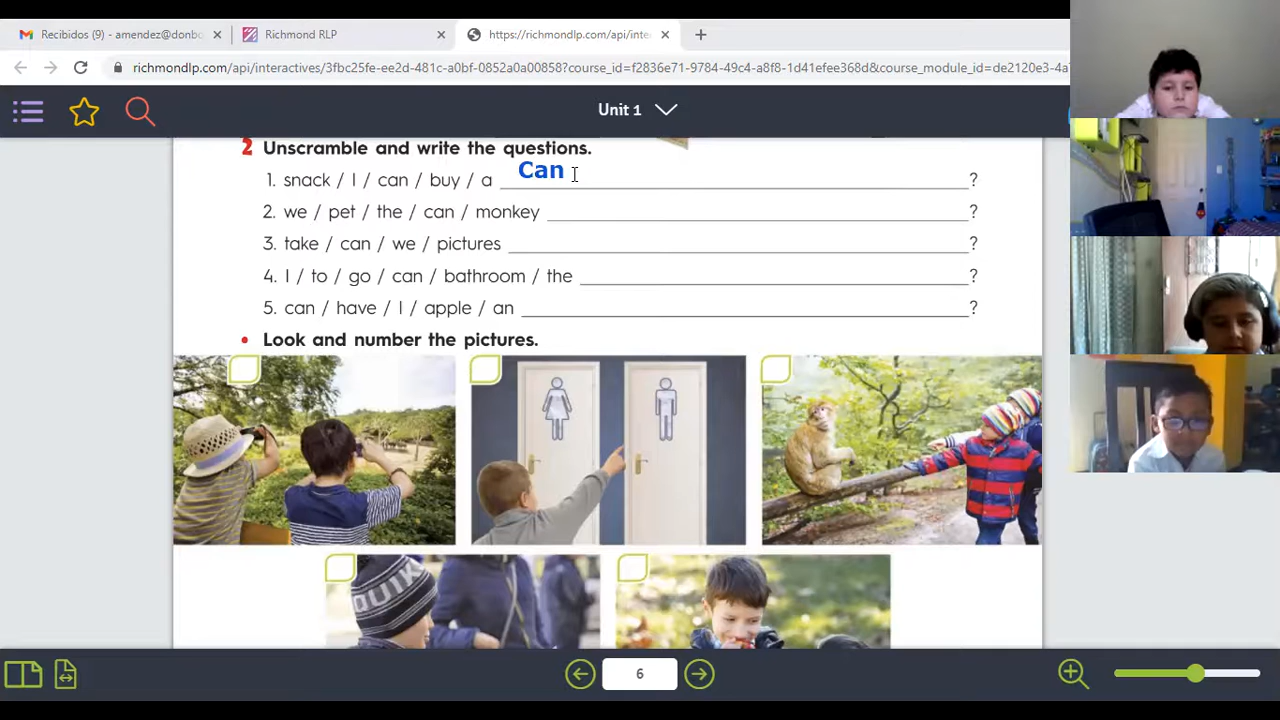 Recibidos (9) - amendez@donbo
Richmond RLP
https://richmondlp.com/api/inte
richmondlp.com/api/interactives/3fbc25fe-ee2d-481c-a0bf-0852a0a00858?course_id=f2836e71-9784-49c4-a8f8-1d41efee368d&course_module_id=de2120e3-4a
Unit 1
2 Unscramble and write the questions.
1. snack / I / can / buy / a Can ?
2. we / pet / the / can / monkey ?
3. take / can / we / pictures ?
4. I / to / go / can / bathroom / the ?
5. can / have / I / apple / an ?
• Look and number the pictures.
QUIK
6